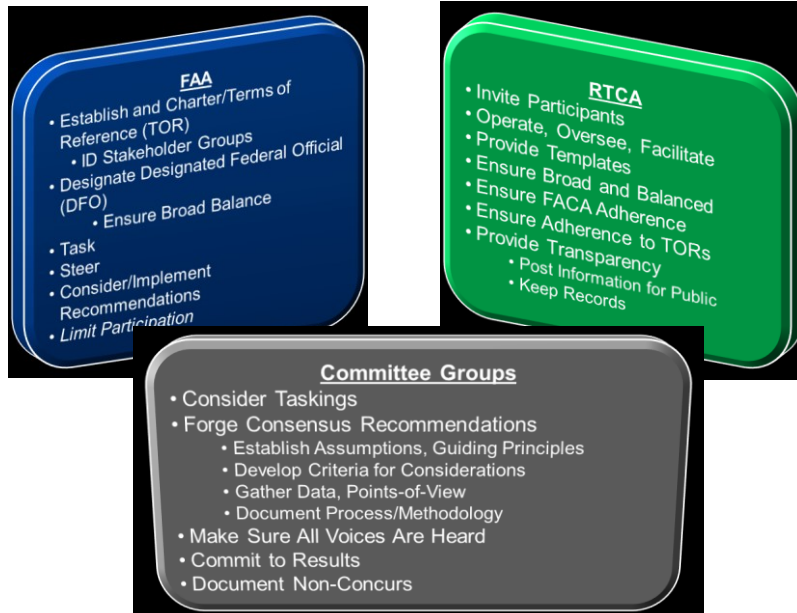 FAA
• Establish and Charter/Terms of
Reference (TOR)
• ID Stakeholder Groups
• Designate Designated Federal Official
(DFO)
• Ensure Broad Balance
• Task
• Steer
• Consider/Implement
Recommendations
• Limit Participation
RTCA
• Invite Participants
• Operate, Oversee, Facilitate
• Provide Templates
• Ensure Broad and Balanced
• Ensure FACA Adherence
• Ensure Adherence to TORs
• Provide Transparency
• Post Information for Public
• Keep Records
Committee Groups
• Consider Taskings
• Forge Consensus Recommendations
• Establish Assumptions, Guiding Principles
• Develop Criteria for Considerations
• Gather Data, Points-of-View
• Document Process/Methodology
• Make Sure All Voices Are Heard
• Commit to Results
• Document Non-Concurs